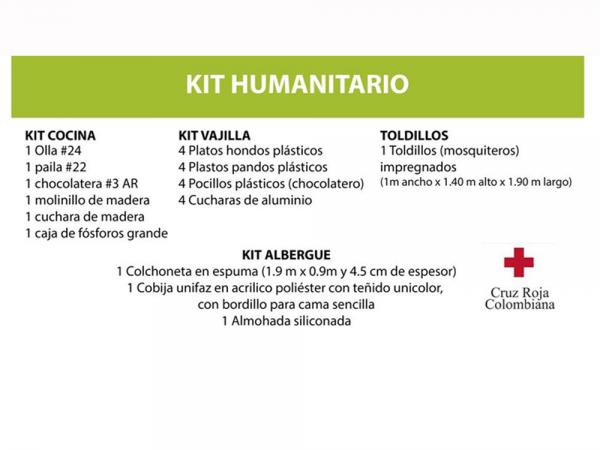 KIT HUMANITARIO
KIT COCINA
1 Olla #24
1 paila #22
1 chocolatera #3 AR
1 molinillo de madera
1 cuchara de madera
1 caja de fósforos grande
KIT VAJILLA
4 Platos hondos plásticos
4 Plastos pandos plásticos
4 Pocillos plásticos (chocolatero)
4 Cucharas de aluminio
TOLDILLOS
1 Toldillos (mosquiteros)
impregnados
(1m ancho x 1.40 m alto x 1.90 m largo)
KIT ALBERGUE
1 Colchoneta en espuma (1.9 m x 0.9m y 4.5 cm de espesor)
1 Cobija unifaz en acrilico poliéster con teñido unicolor,
con bordillo para cama sencilla
1 Almohada siliconada
Cruz Roja
Colombiana